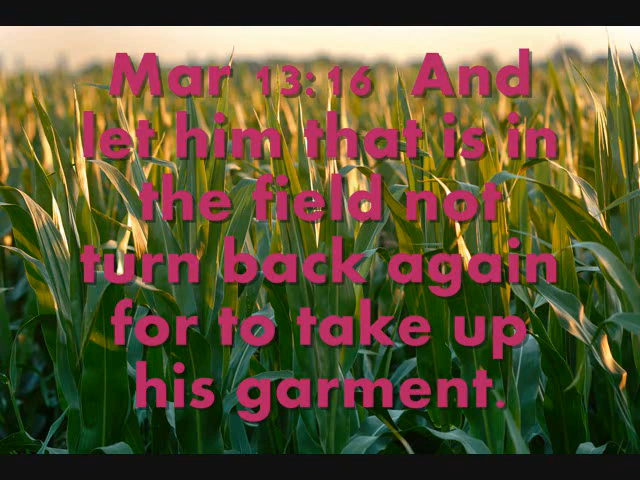 Mar 13:16 And
let him that is in
the field not
turn back again
for to take up
his garment.